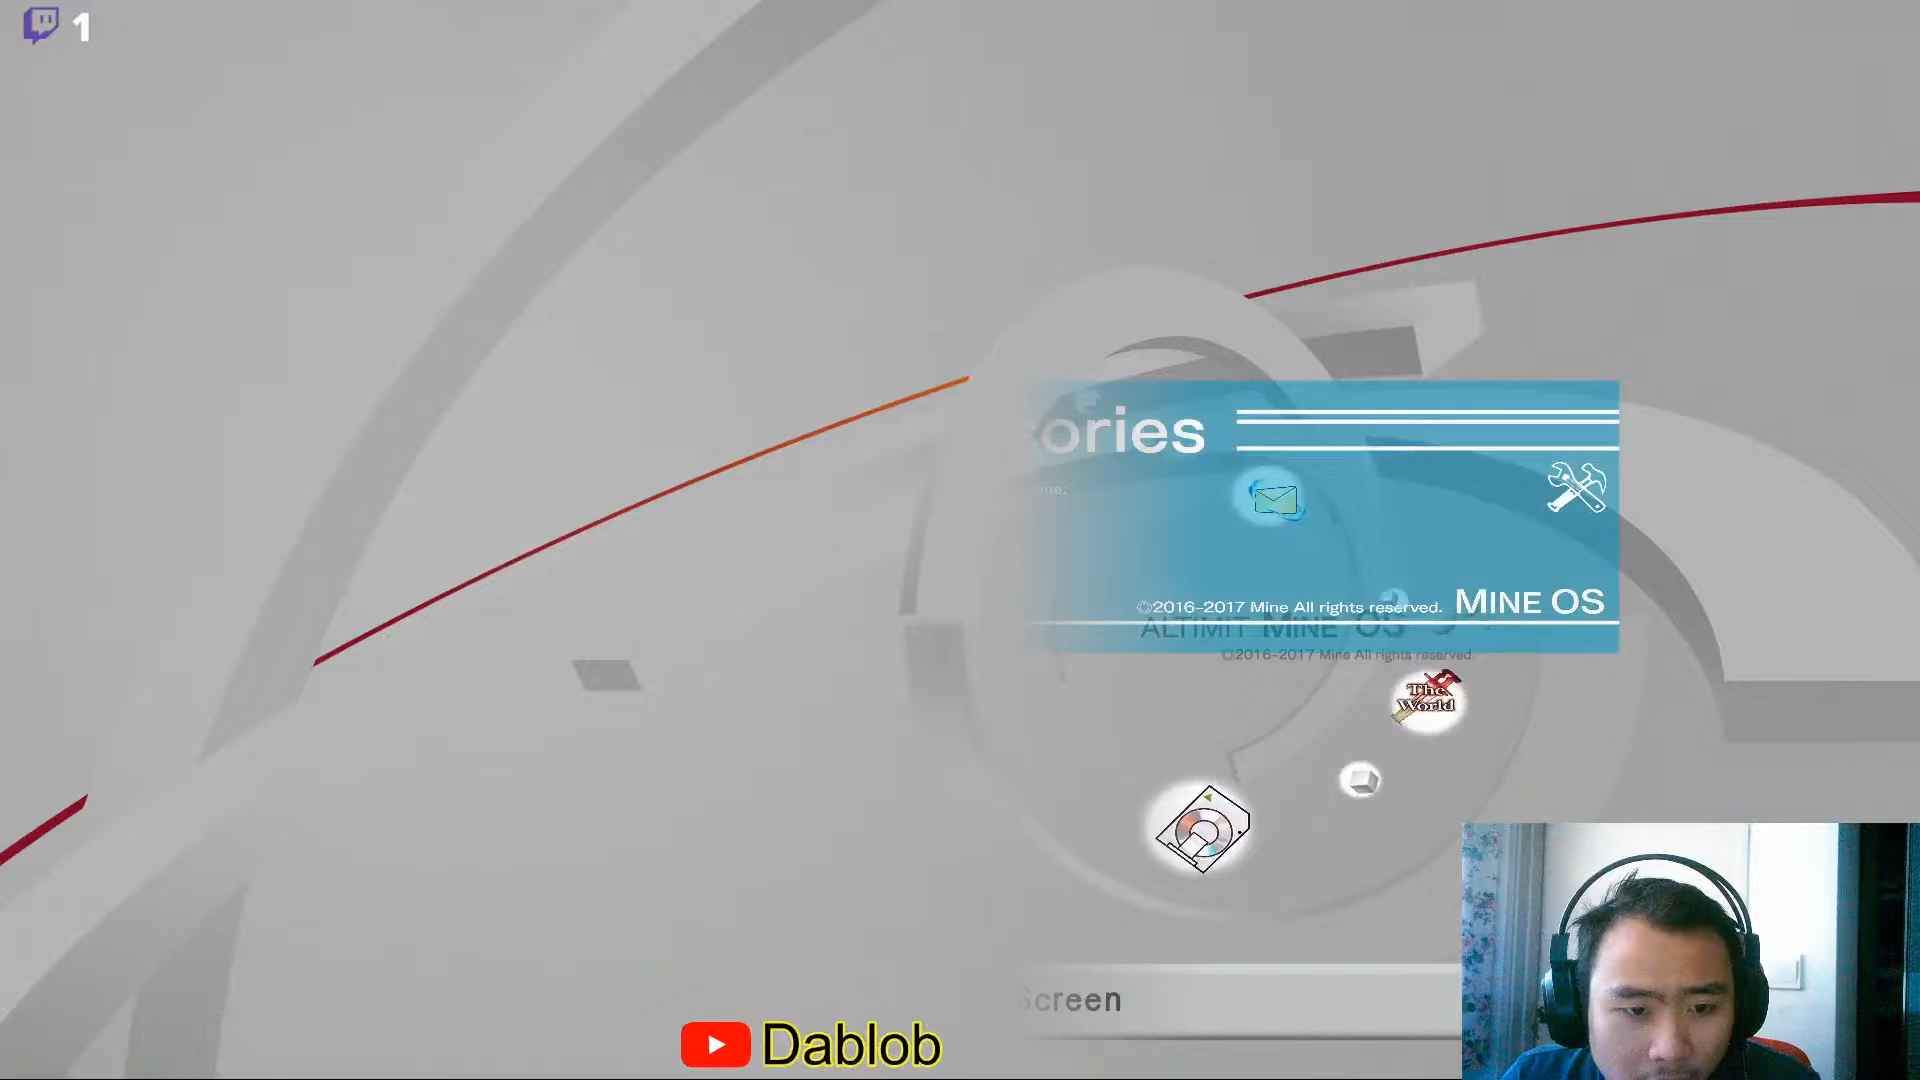 1
ories
©2016-2017 Mine All rights reserved. MINE OS
ALTIMIT MINE OS
©2016-2017 Mine All rights reserved.
The
World
Screen
Dablob